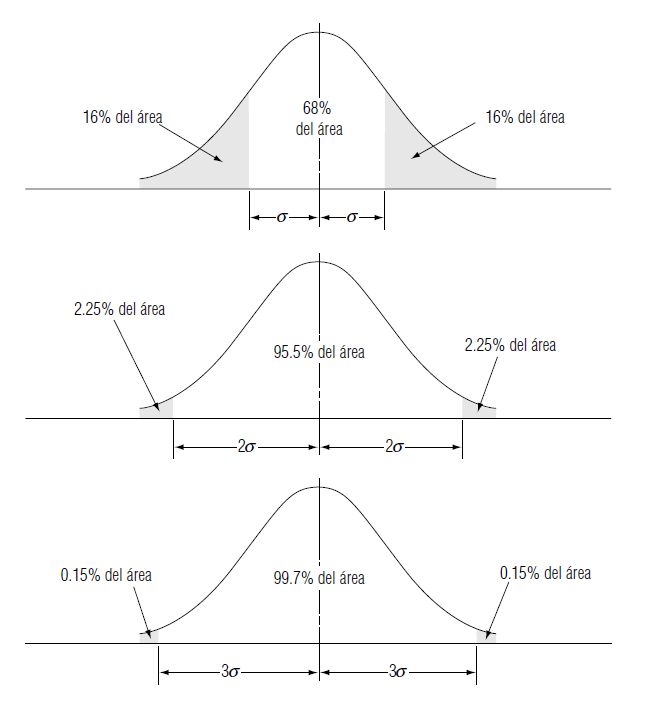 16% del área
68%
del área
16% del área
σ
σ
2.25% del área
95.5% del área
2.25% del área
2σ
2σ
0.15% del área
99.7% del área
0.15% del área
3σ
3σ